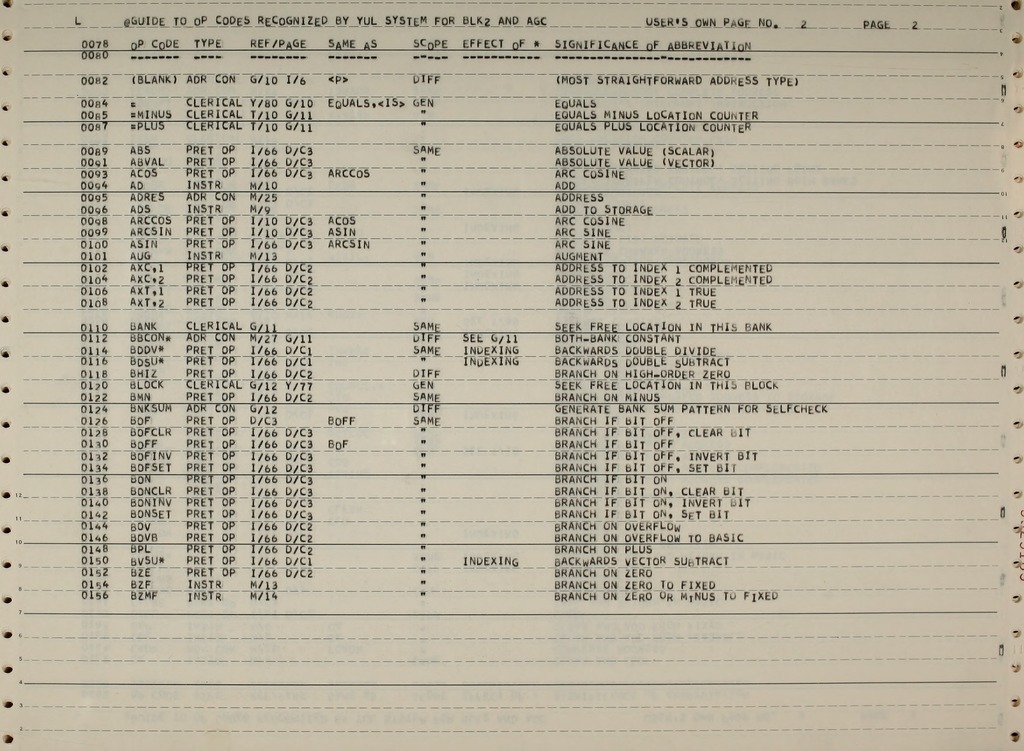 L @GUIDE TO OP CODES RECOGNIZED BY YUL SYSTEM FOR BLK2 AND AGC USER'S OWN PAGE NO. 2 PAGE 2
0078 OP CODE TYPE REF/PAGE SAME AS SCOPE EFFECT OF * SIGNIFICANCE OF ABBREVIATION
0080 ------- ---- -------- ------- ----- ----------- ----------------------------
0082 (BLANK) ADR CON G/10 I/6 <P> DIFF (MOST STRAIGHTFORWARD ADDRESS TYPE)
0084 = CLERICAL Y/80 G/10 EQUALS,<IS> GEN EQUALS
0085 =MINUS CLERICAL T/10 G/11 " EQUALS MINUS LOCATION COUNTER
0087 =PLUS CLERICAL T/10 G/11 " EQUALS PLUS LOCATION COUNTER
0089 ABS PRET OP I/66 D/C3 SAME ABSOLUTE VALUE (SCALAR)
0091 ABVAL PRET OP I/66 D/C3 " ABSOLUTE VALUE (VECTOR)
0093 ACOS PRET OP I/66 D/C3 ARCCOS " ARC COSINE
0094 AD INSTR M/10 " ADD
0095 ADRES ADR CON M/25 " ADDRESS
0096 ADS INSTR M/9 " ADD TO STORAGE
0098 ARCCOS PRET OP I/10 D/C3 ACOS " ARC COSINE
0099 ARCSIN PRET OP I/10 D/C3 ASIN " ARC SINE
0100 ASIN PRET OP I/66 D/C3 ARCSIN " ARC SINE
0101 AUG INSTR M/13 " AUGMENT
0102 AXC,1 PRET OP I/66 D/C2 " ADDRESS TO INDEX 1 COMPLEMENTED
0104 AXC,2 PRET OP I/66 D/C2 " ADDRESS TO INDEX 2 COMPLEMENTED
0106 AXT,1 PRET OP I/66 D/C2 " ADDRESS TO INDEX 1 TRUE
0108 AXT,2 PRET OP I/66 D/C2 " ADDRESS TO INDEX 2 TRUE
0110 BANK CLERICAL G/11 SAME SEEK FREE LOCATION IN THIS BANK
0112 BBCON* ADR CON M/27 G/11 DIFF SEE G/11 BOTH-BANK CONSTANT
0114 BDDV* PRET OP I/66 D/C1 SAME INDEXING BACKWARDS DOUBLE DIVIDE
0116 BDSU* PRET OP I/66 D/C1 " INDEXING BACKWARDS DOUBLE SUBTRACT
0118 BHIZ PRET OP I/66 D/C2 DIFF BRANCH ON HIGH-ORDER ZERO
0120 BLOCK CLERICAL G/12 Y/77 GEN SEEK FREE LOCATION IN THIS BLOCK
0122 BMN PRET OP I/66 D/C2 SAME BRANCH ON MINUS
0124 BNKSUM ADR CON G/12 DIFF GENERATE BANK SUM PATTERN FOR SELFCHECK
0126 BOF PRET OP D/C3 BOFF SAME BRANCH IF BIT OFF
0128 BOFCLR PRET OP I/66 D/C3 " BRANCH IF BIT OFF, CLEAR BIT
0130 BOFF PRET OP I/66 D/C3 BOF " BRANCH IF BIT OFF
0132 BOFINV PRET OP I/66 D/C3 " BRANCH IF BIT OFF, INVERT BIT
0134 BOFSET PRET OP I/66 D/C3 " BRANCH IF BIT OFF, SET BIT
0136 BON PRET OP I/66 D/C3 " BRANCH IF BIT ON
0138 BONCLR PRET OP I/66 D/C3 " BRANCH IF BIT ON, CLEAR BIT
0140 BONINV PRET OP I/66 D/C3 " BRANCH IF BIT ON, INVERT BIT
0142 BONSET PRET OP I/66 D/C3 " BRANCH IF BIT ON, SET BIT
0144 BOV PRET OP I/66 D/C2 " BRANCH ON OVERFLOW
0146 BOVB PRET OP I/66 D/C2 " BRANCH ON OVERFLOW TO BASIC
0148 BPL PRET OP I/66 D/C2 " BRANCH ON PLUS
0150 BVSU* PRET OP I/66 D/C1 " INDEXING BACKWARDS VECTOR SUBTRACT
0152 BZE PRET OP I/66 D/C2 " BRANCH ON ZERO
0154 BZF INSTR M/13 " BRANCH ON ZERO TO FIXED
0156 BZMF INSTR M/14 " BRANCH ON ZERO OR MINUS TO FIXED